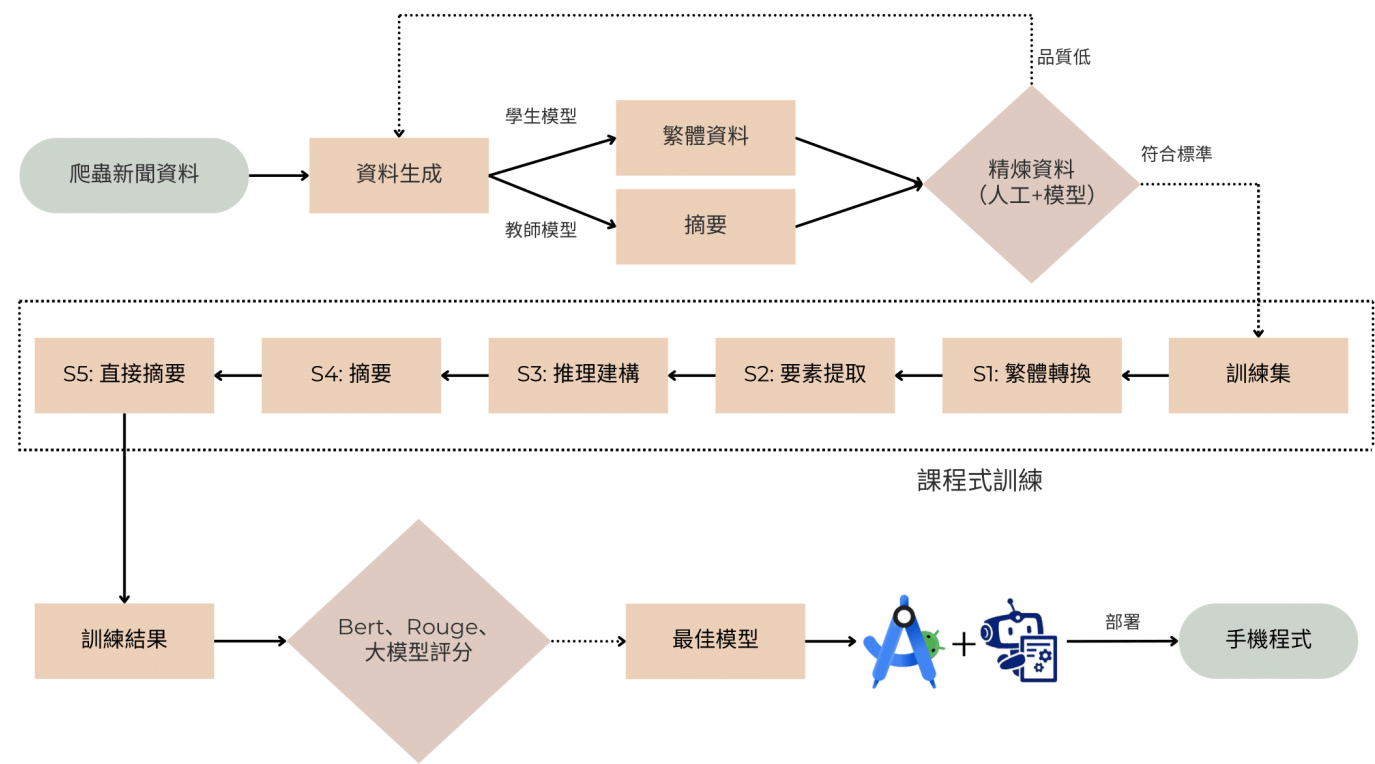 品質低
學生模型
繁體資料
符合標準
爬蟲新聞資料
資料生成
精煉資料
（人工+模型）
教師模型
摘要
S5: 直接摘要
S4: 摘要
S3: 推理建構
S2: 要素提取
S1: 繁體轉換
訓練集
課程式訓練
訓練結果
Bert、Rouge、
大模型評分
最佳模型
+
部署
手機程式